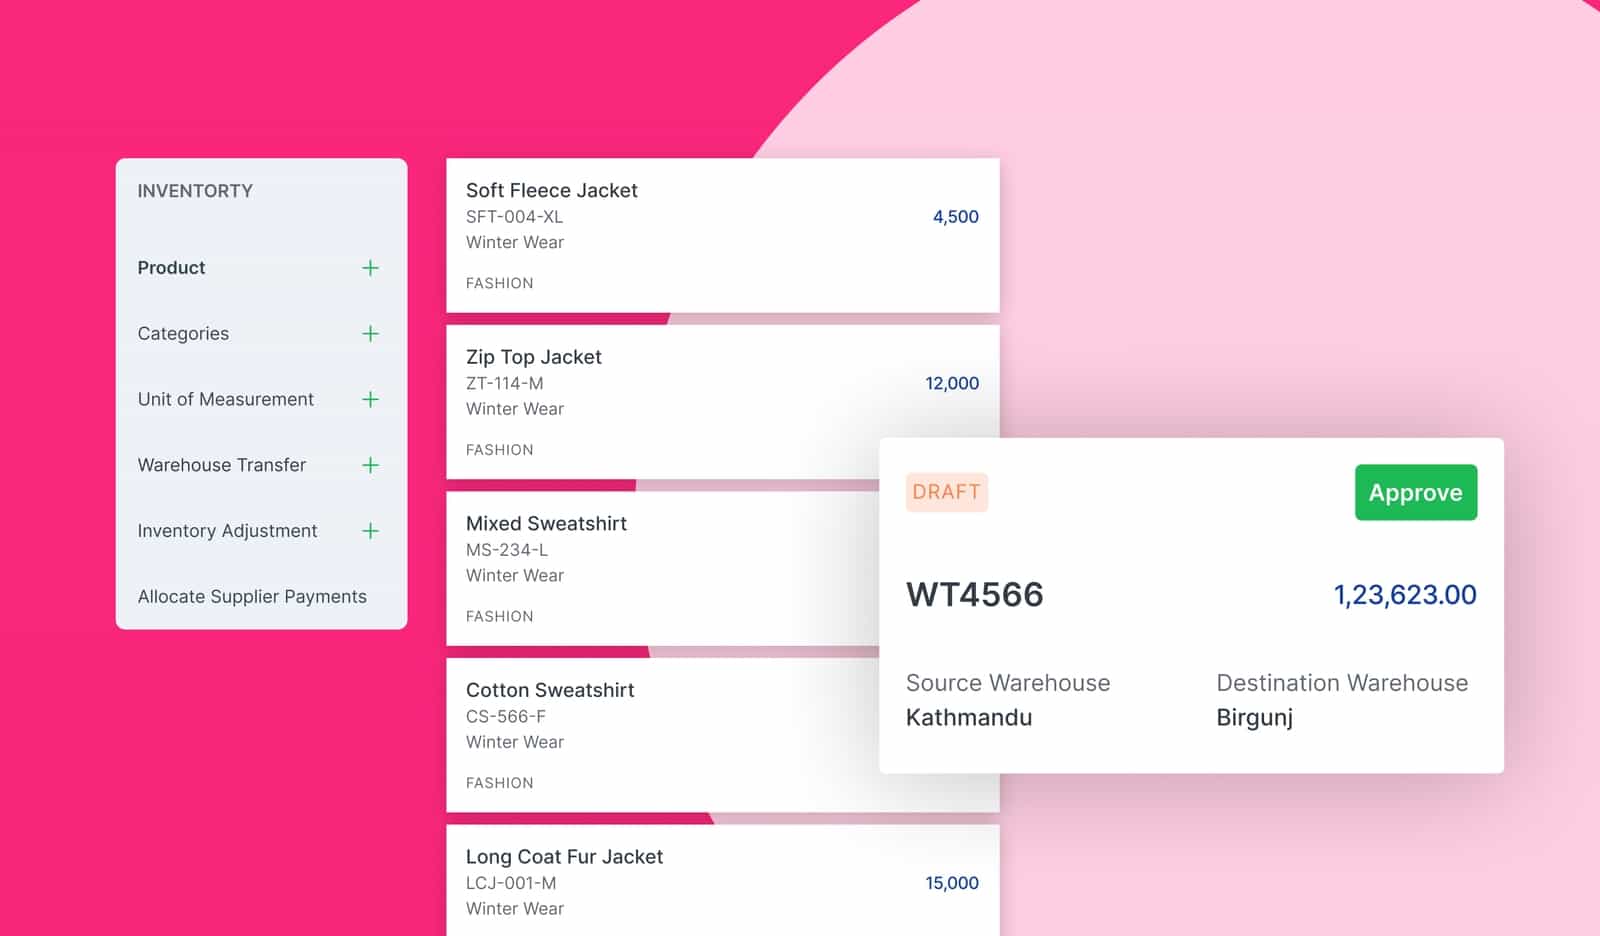 INVENTORTY
Product
Categories
Unit of Measurement
Warehouse Transfer
Inventory Adjustment
Allocate Supplier Payments
Soft Fleece Jacket
SFT-004-XL
4,500
Winter Wear
FASHION
Zip Top Jacket
ZT-114-M
12,000
Winter Wear
FASHION
Mixed Sweatshirt
MS-234-L
Winter Wear
FASHION
Cotton Sweatshirt
CS-566-F
Winter Wear
FASHION
Long Coat Fur Jacket
LCJ-001-M
15,000
Winter Wear
DRAFT
Approve
WT4566
1,23,623.00
Source Warehouse
Kathmandu
Destination Warehouse
Birgunj